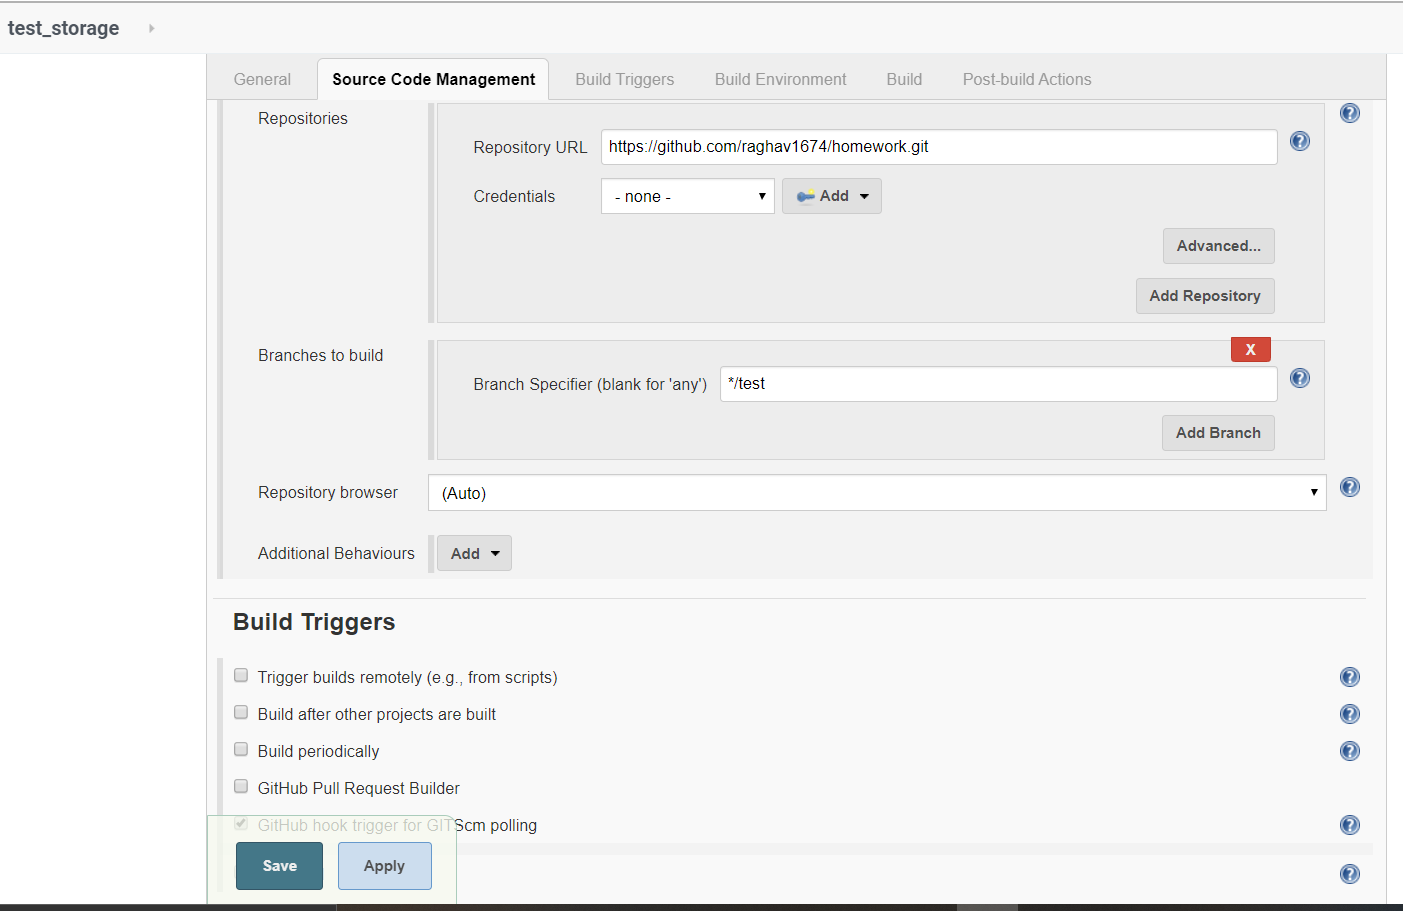 test_storage
General Source Code Management Build Triggers Build Environment Build Post-build Actions
Repositories
Repository URL https://github.com/raghav1674/homework.git
Credentials - none - Add
Advanced...
Add Repository
Branches to build
X
Branch Specifier (blank for 'any') */test
Add Branch
Repository browser (Auto)
Additional Behaviours Add
Build Triggers
Trigger builds remotely (e.g., from scripts)
Build after other projects are built
Build periodically
GitHub Pull Request Builder
GitHub hook trigger for GITScm polling
Save Apply